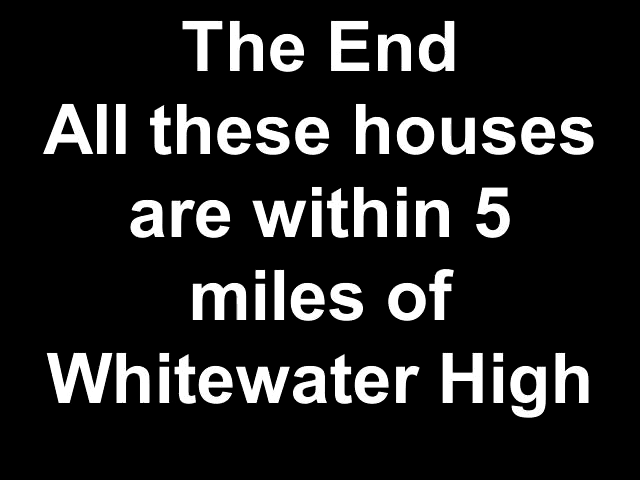 The End
All these houses
are within 5
miles of
Whitewater High